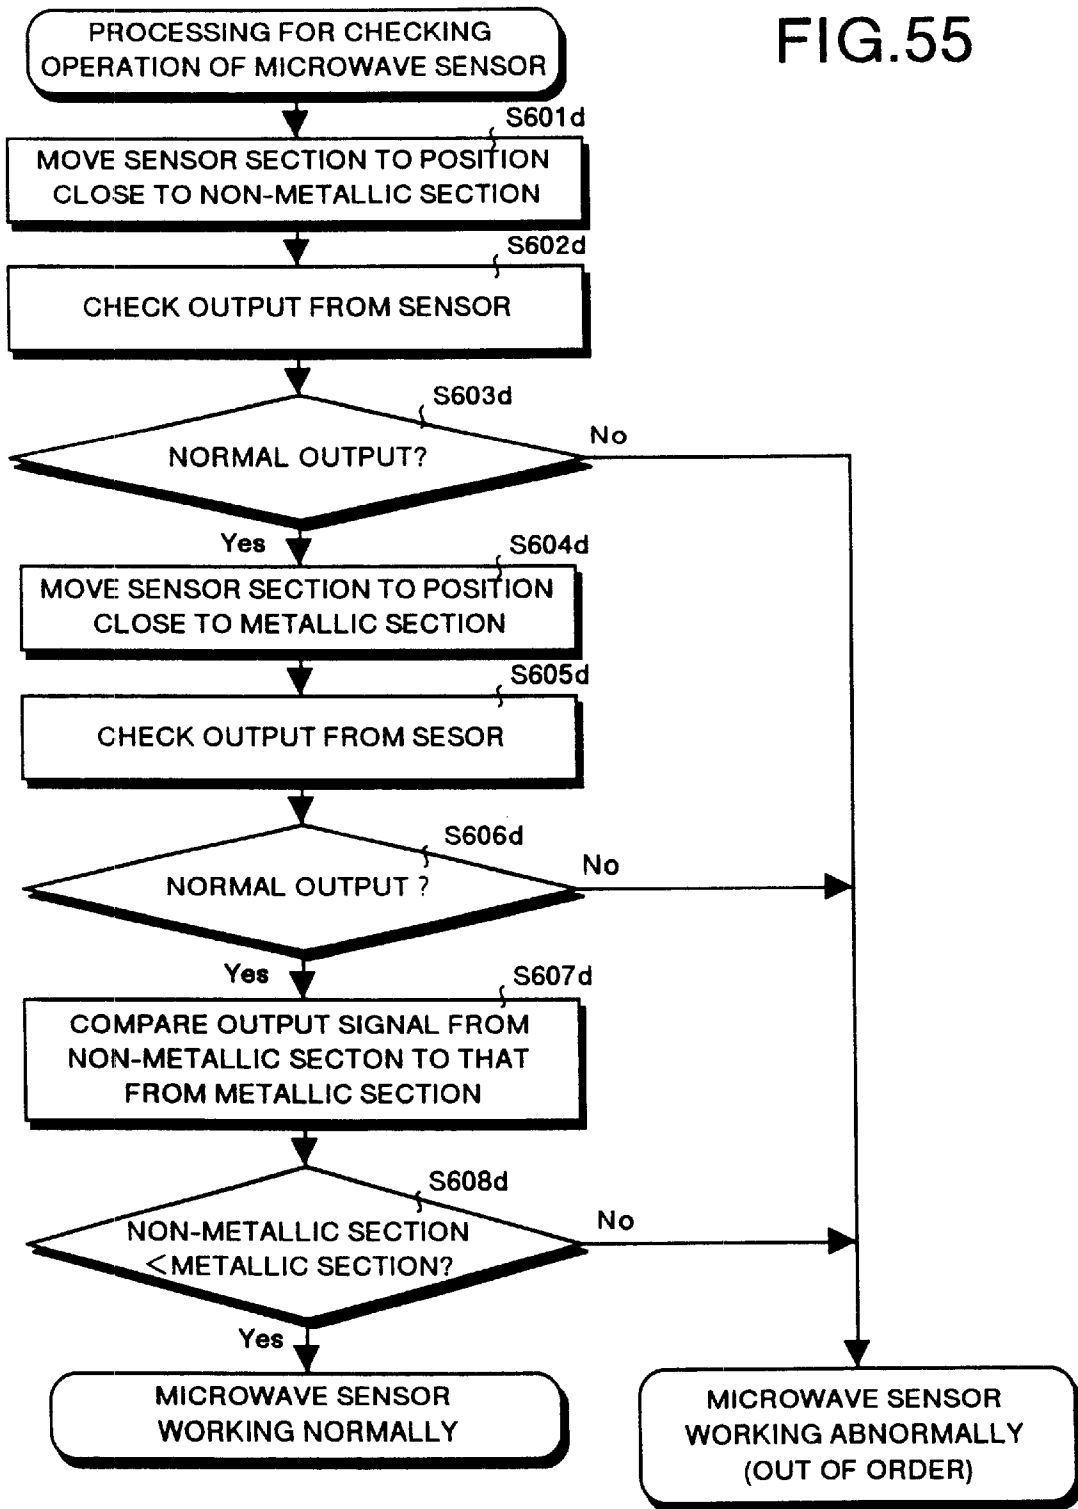 FIG.55
PROCESSING FOR CHECKING
OPERATION OF MICROWAVE SENSOR
S601d
MOVE SENSOR SECTION TO POSITION
CLOSE TO NON-METALLIC SECTION
S602d
CHECK OUTPUT FROM SENSOR
S603d
NORMAL OUTPUT?
No
Yes
S604d
MOVE SENSOR SECTION TO POSITION
CLOSE TO METALLIC SECTION
S605d
CHECK OUTPUT FROM SESOR
S606d
NORMAL OUTPUT ?
No
Yes
S607d
COMPARE OUTPUT SIGNAL FROM
NON-METALLIC SECTON TO THAT
FROM METALLIC SECTION
S608d
NON-METALLIC SECTION
<METALLIC SECTION?
No
Yes
MICROWAVE SENSOR
WORKING NORMALLY
MICROWAVE SENSOR
WORKING ABNORMALLY
(OUT OF ORDER)